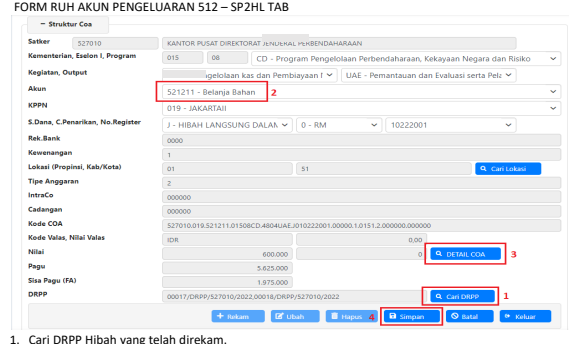 FORM RUH AKUN PENGELUARAN 512 – SP2HL TAB
− Struktur Coa
Satker 527010 KANTOR PUSAT DIREKTORAT JENDERAL PERBENDAHARAAN
Kementerian, Eselon I, Program 015 08 CD - Program Pengelolaan Perbendaharaan, Kekayaan Negara dan Risiko
Kegiatan, Output gelolaan kas dan Pembiayaan UAE - Pemantauan dan Evaluasi serta Pela
Akun 521211 - Belanja Bahan 2
KPPN 019 - JAKARTAII
S.Dana, C.Penarikan, No.Register J - HIBAH LANGSUNG DALAM 0 - RM 10222001
Rek.Bank 0000
Kewenangan 1
Lokasi (Propinsi, Kab/Kota) 01 51 Cari Lokasi
Tipe Anggaran 2
IntraCo 000000
Cadangan 000000
Kode COA 527010.019.521211.01508CD.4804UAE.J010222001.00000.1.0151.2.000000.000000
Kode Valas, Nilai Valas IDR 0,00
Nilai 600.000 0 DETAIL COA 3
Pagu 5.625.000
Sisa Pagu (FA) 1.975.000
DRPP 00017/DRPP/527010/2022,00018/DRPP/527010/2022 Cari DRPP 1
+ Rekam Ubah Hapus 4 Simpan Batal Keluar
1. Cari DRPP Hibah yang telah direkam.